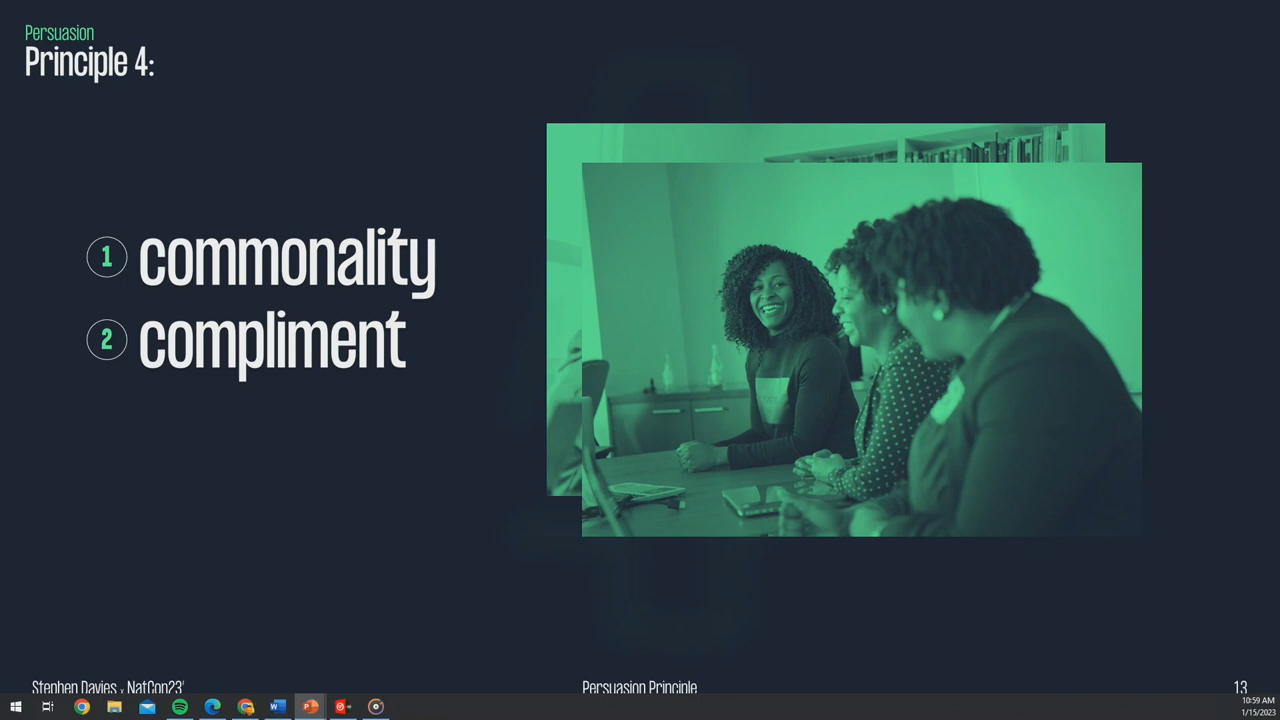 Persuasion
Principle 4:
1 commonality
2 compliment
Stephen Davies x NatCon23'
Persuasion Principle
13
10:59 AM
1/15/2023